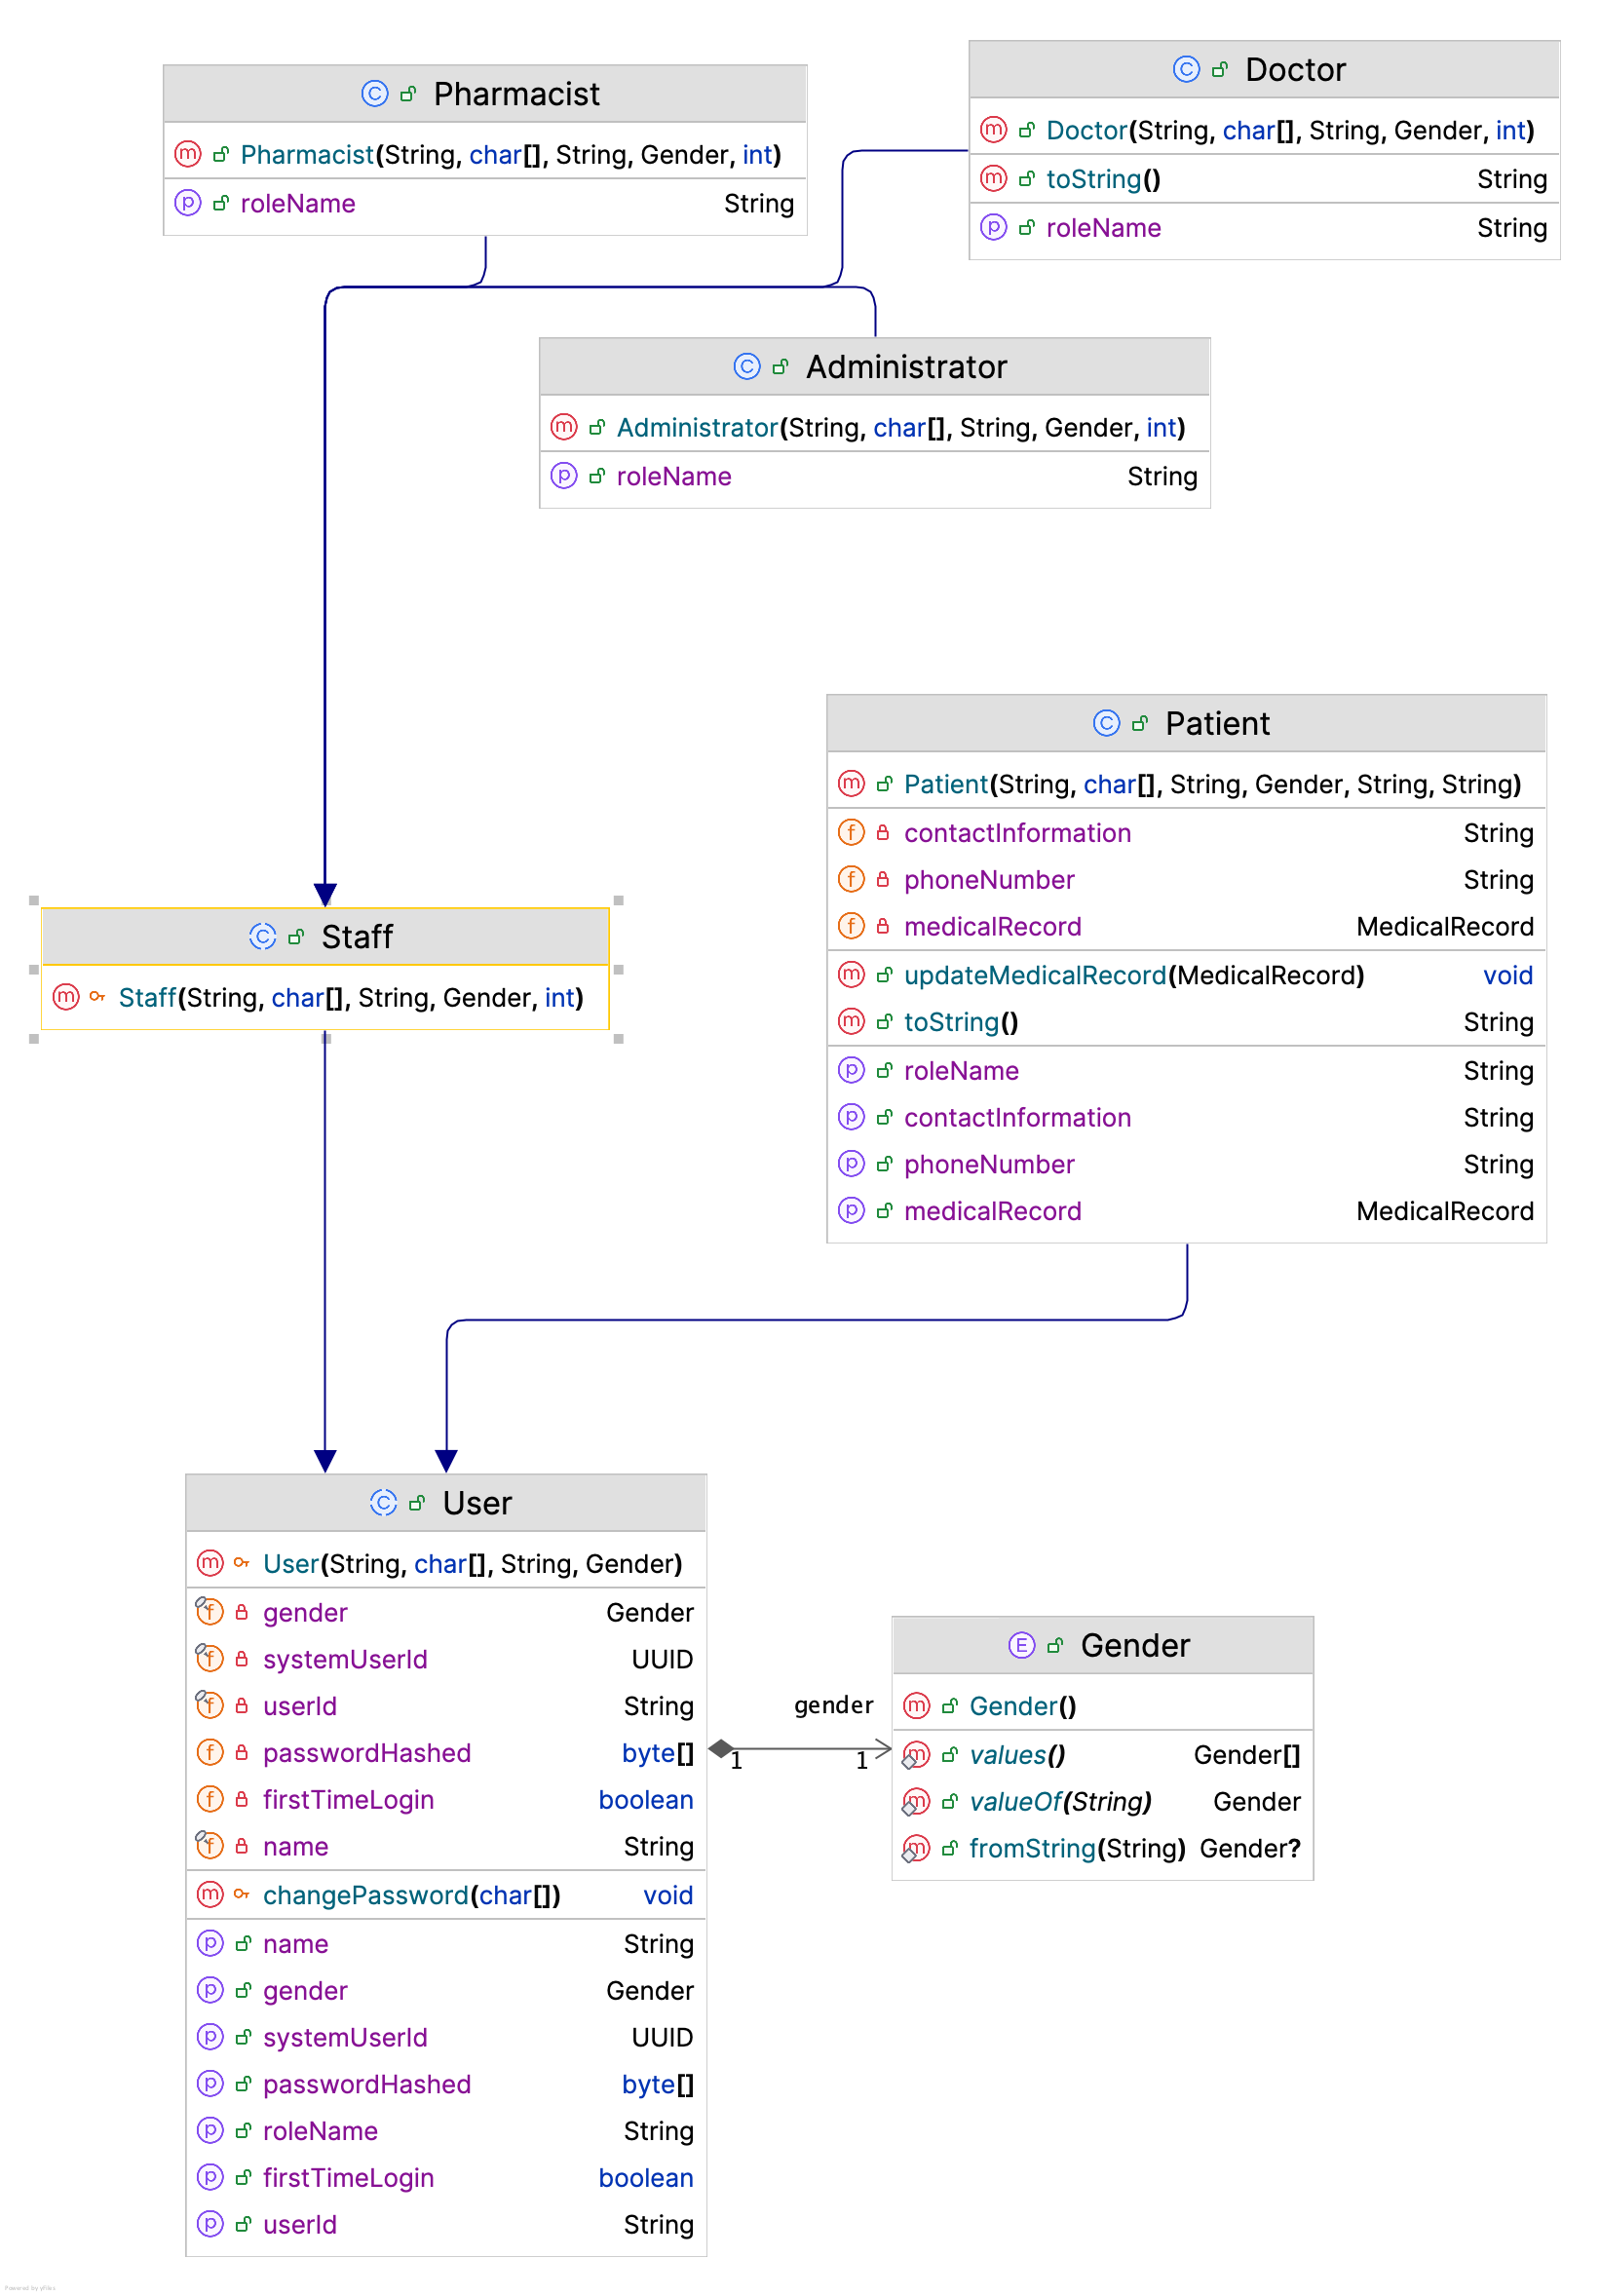 Pharmacist
Pharmacist(String, char[], String, Gender, int)
roleName String
Doctor
Doctor(String, char[], String, Gender, int)
toString() String
roleName String
Administrator
Administrator(String, char[], String, Gender, int)
roleName String
Patient
Patient(String, char[], String, Gender, String, String)
contactInformation String
phoneNumber String
medicalRecord MedicalRecord
updateMedicalRecord(MedicalRecord) void
toString() String
roleName String
contactInformation String
phoneNumber String
medicalRecord MedicalRecord
Staff
Staff(String, char[], String, Gender, int)
User
User(String, char[], String, Gender)
gender Gender
systemUserId UUID
userId String
passwordHashed byte[]
firstTimeLogin boolean
name String
changePassword(char[]) void
name String
gender Gender
systemUserId UUID
passwordHashed byte[]
roleName String
firstTimeLogin boolean
userId String
gender
1 1
Gender
Gender()
values() Gender[]
valueOf(String) Gender
fromString(String) Gender?
Powered by yFiles